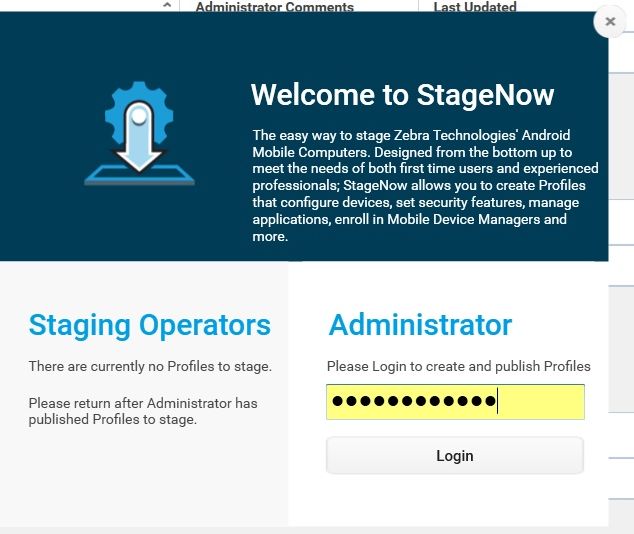 Administrator Comments
Last Updated
Welcome to StageNow
The easy way to stage Zebra Technologies' Android
Mobile Computers. Designed from the bottom up to
meet the needs of both first time users and experienced
professionals; StageNow allows you to create Profiles
that configure devices, set security features, manage
applications, enroll in Mobile Device Managers and
more.
Staging Operators
There are currently no Profiles to stage.
Please return after Administrator has
published Profiles to stage.
Administrator
Please Login to create and publish Profiles
●●●●●●●●●●●●
Login